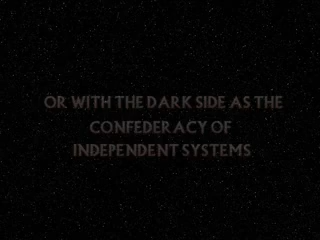 OR WITH THE DARK SIDE AS THE
CONFEDERACY OF
INDEPENDENT SYSTEMS